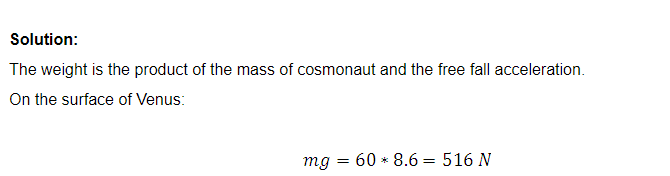 Solution:
The weight is the product of the mass of cosmonaut and the free fall acceleration.
On the surface of Venus:
mg = 60 * 8.6 = 516 N